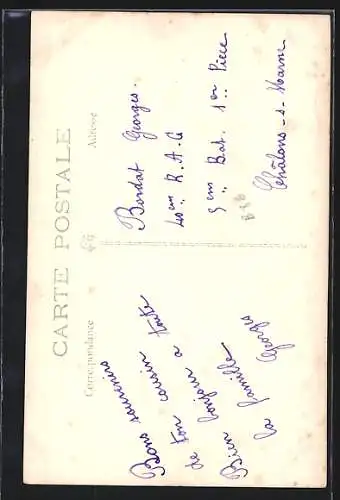 CARTE POSTALE
Correspondance
Adresse
Bons souvenirs
ton cousin toute
de
Bien
la famille
Georges
Bordat Georges.
40em R.A.C
5em Bat. 1er Pièce
Châlons-s-Marne